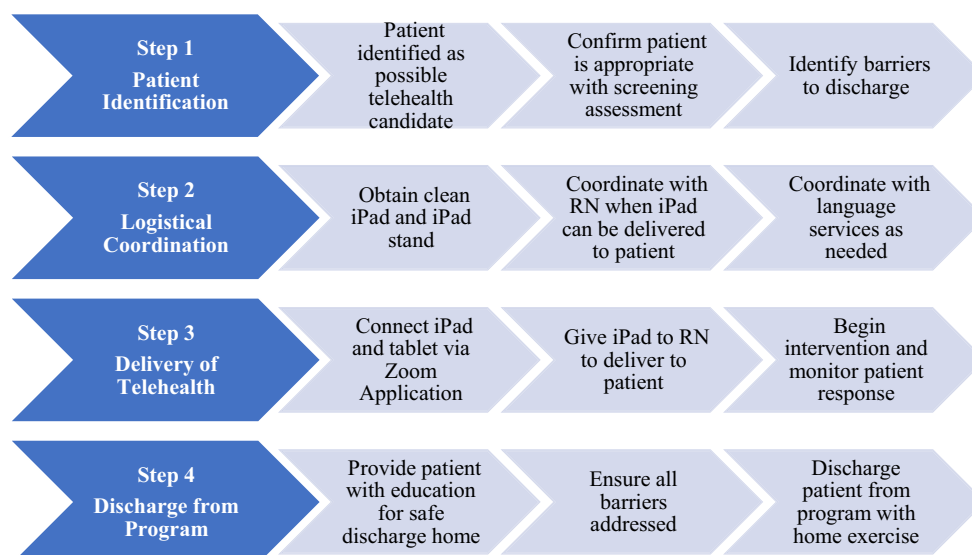 Step 1
Patient
Identification
Patient
identified as
possible
telehealth
candidate
Confirm patient
is appropriate
with screening
assessment
Identify barriers
to discharge
Step 2
Logistical
Coordination
Obtain clean
iPad and iPad
stand
Coordinate with
RN when iPad
can be delivered
to patient
Coordinate with
language
services as
needed
Step 3
Delivery of
Telehealth
Connect iPad
and tablet via
Zoom
Application
Give iPad to RN
to deliver to
patient
Begin
intervention and
monitor patient
response
Step 4
Discharge from
Program
Provide patient
with education
for safe
discharge home
Ensure all
barriers
addressed
Discharge
patient from
program with
home exercise